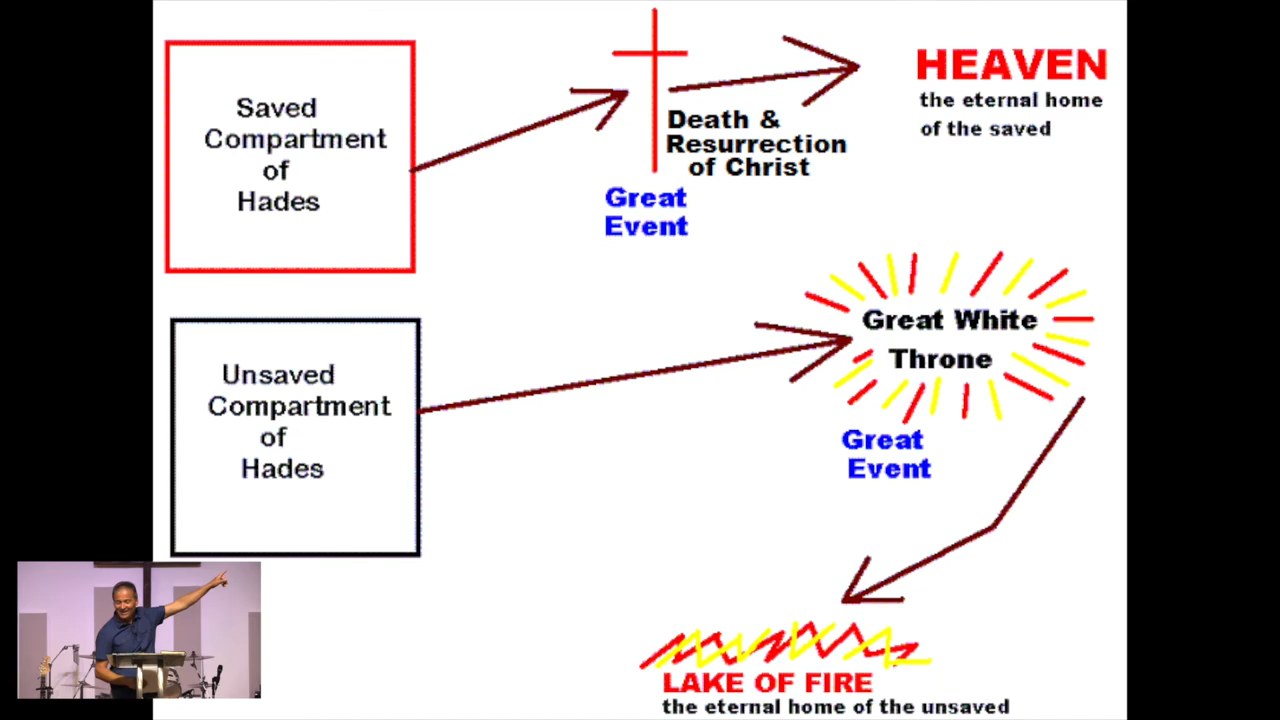 Saved
Compartment
of
Hades
Death &
Resurrection
of Christ
Great
Event
HEAVEN
the eternal home
of the saved
Unsaved
Compartment
of
Hades
Great White
Throne
Great
Event
LAKE OF FIRE
the eternal home of the unsaved